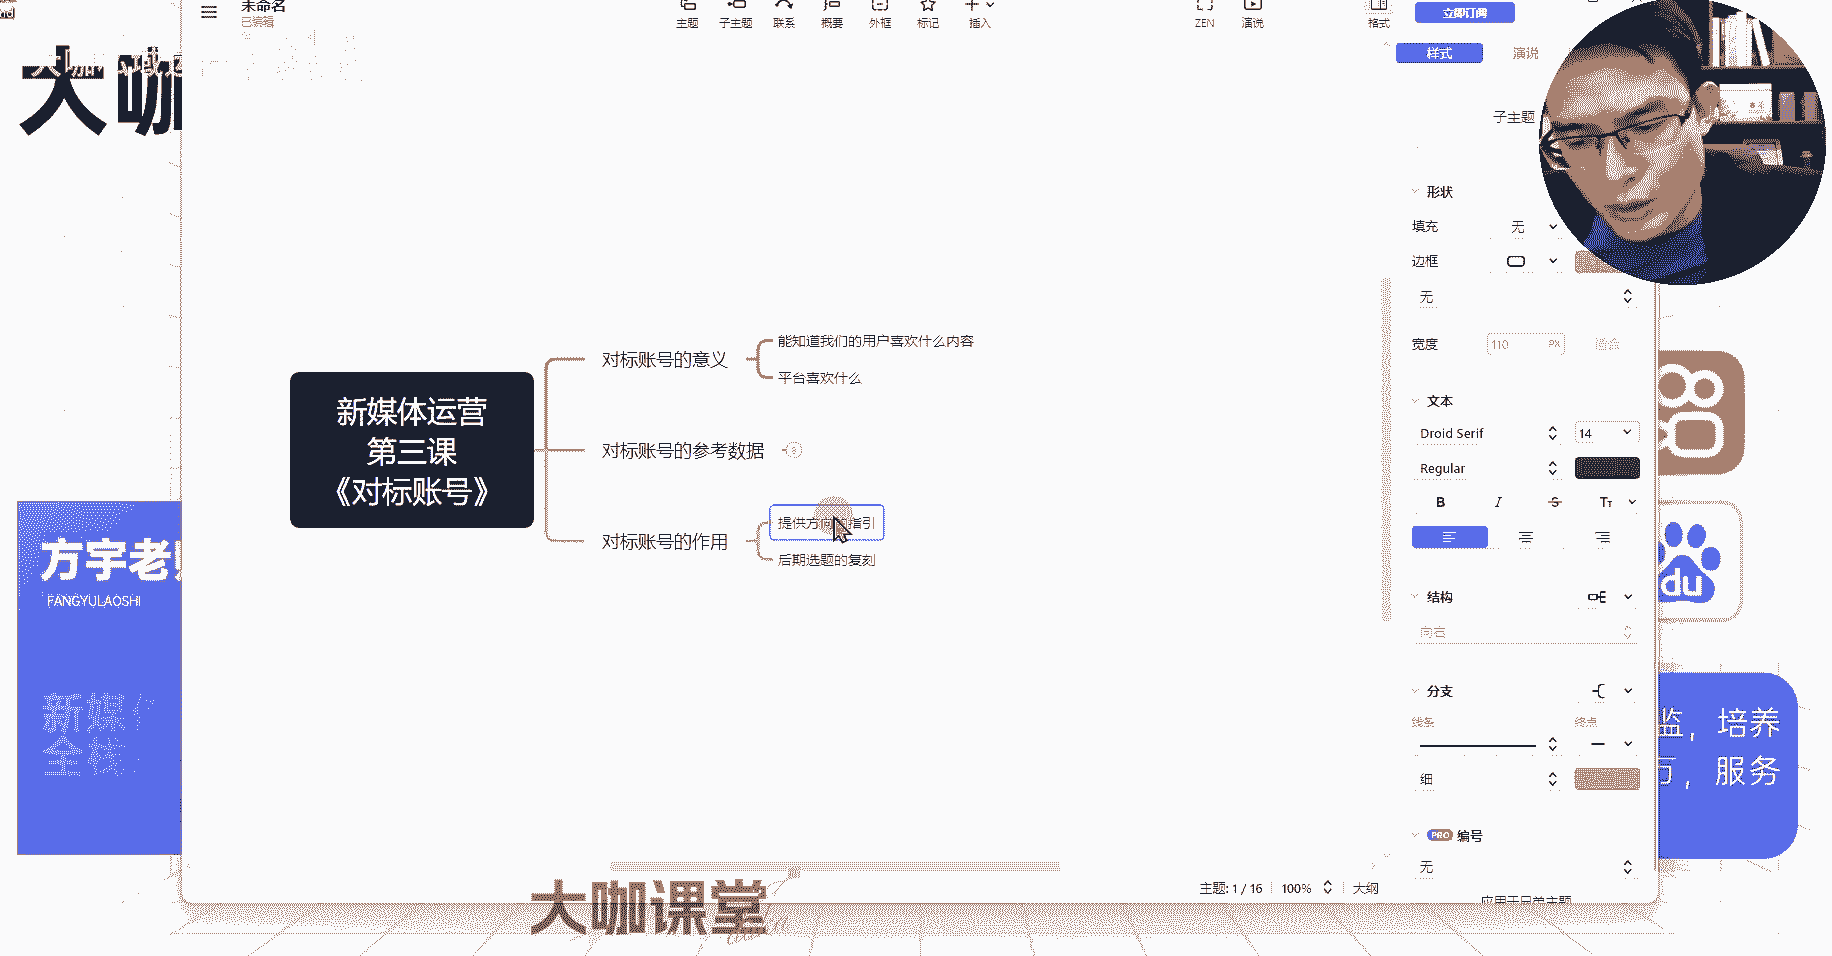 未命名
已编辑
主题
子主题
联系
概要
外框
标记
插入
ZEN
演说
格式
立即订阅
样式
演说
大咖
子主题
形状
填充
无
边框
无
宽度
110
PX
文本
Droid Serif
14
Regular
B
I
S
Tт
结构
向右
分支
线条
终点
细
PRO
编号
无
新媒体运营
第三课
《对标账号》
对标账号的意义
能知道我们的用户喜欢什么内容
平台喜欢什么
对标账号的参考数据
对标账号的作用
提供方向的指引
后期选题的复刻
方宇老
FANGYULAOSHI
新媒
全栈
du
监，培养
万，服务
主题: 1 / 16
100%
大纲
大咖课堂